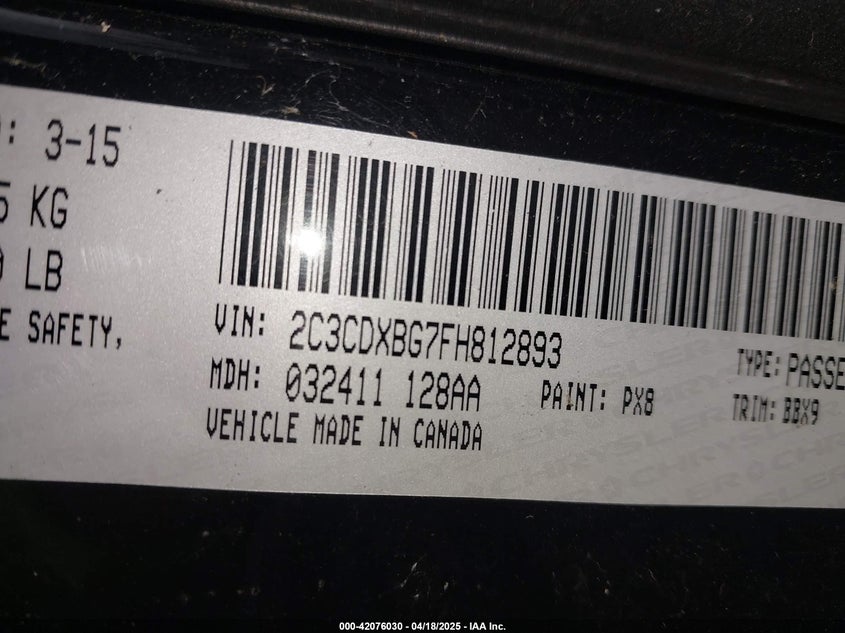 : 3-15
KG
LB
E SAFETY,
VIN: 2C3CDXBG7FH812893
TYPE: PASSE
MDH: 032411 128AA
PAINT: PX8
TRIM: BBX9
VEHICLE MADE IN CANADA
CHRYSLER
000-42076030 - 04/18/2025 - IAA Inc.